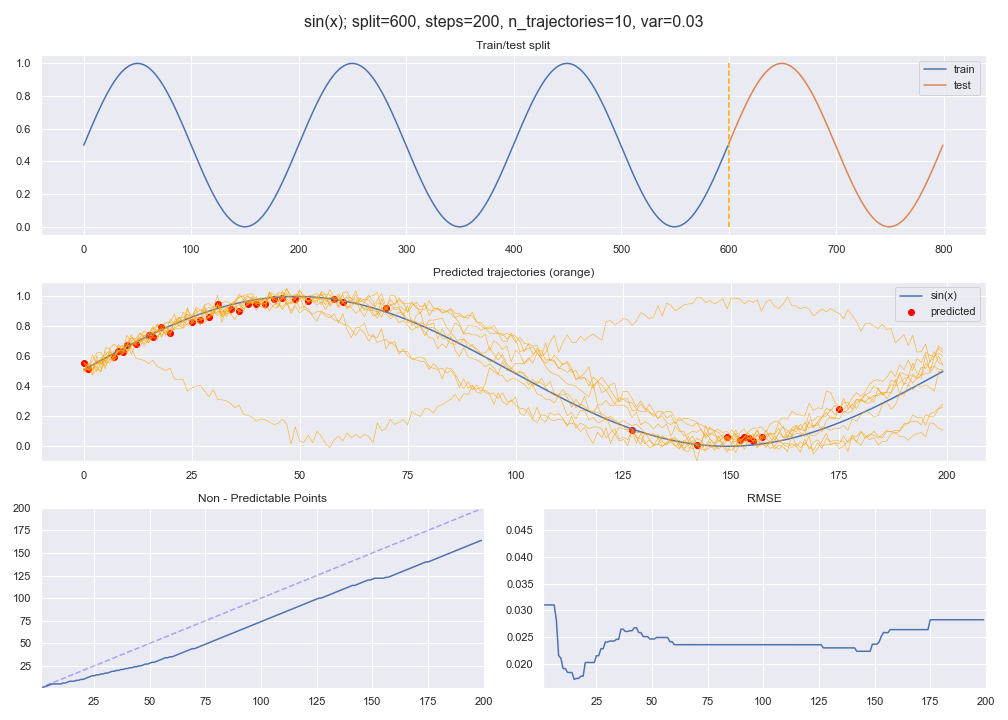 sin(x); split=600, steps=200, n_trajectories=10, var=0.03
Train/test split
1.0
0.8
0.6
0.4
0.2
0.0
train
test
0 100 200 300 400 500 600 700 800
Predicted trajectories (orange)
1.0
0.8
0.6
0.4
0.2
0.0
sin(x)
predicted
0 25 50 75 100 125 150 175 200
Non - Predictable Points
200
175
150
125
100
75
50
25
25 50 75 100 125 150 175 200
RMSE
0.045
0.040
0.035
0.030
0.025
0.020
25 50 75 100 125 150 175 200